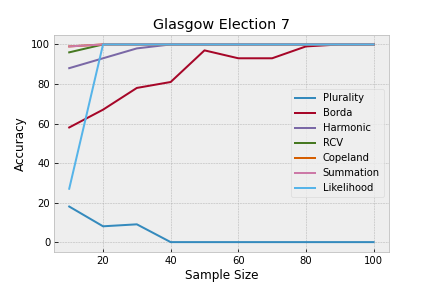 Glasgow Election 7
Accuracy
100
80
60
40
20
0
Plurality
Borda
Harmonic
RCV
Copeland
Summation
Likelihood
20
40
60
80
100
Sample Size